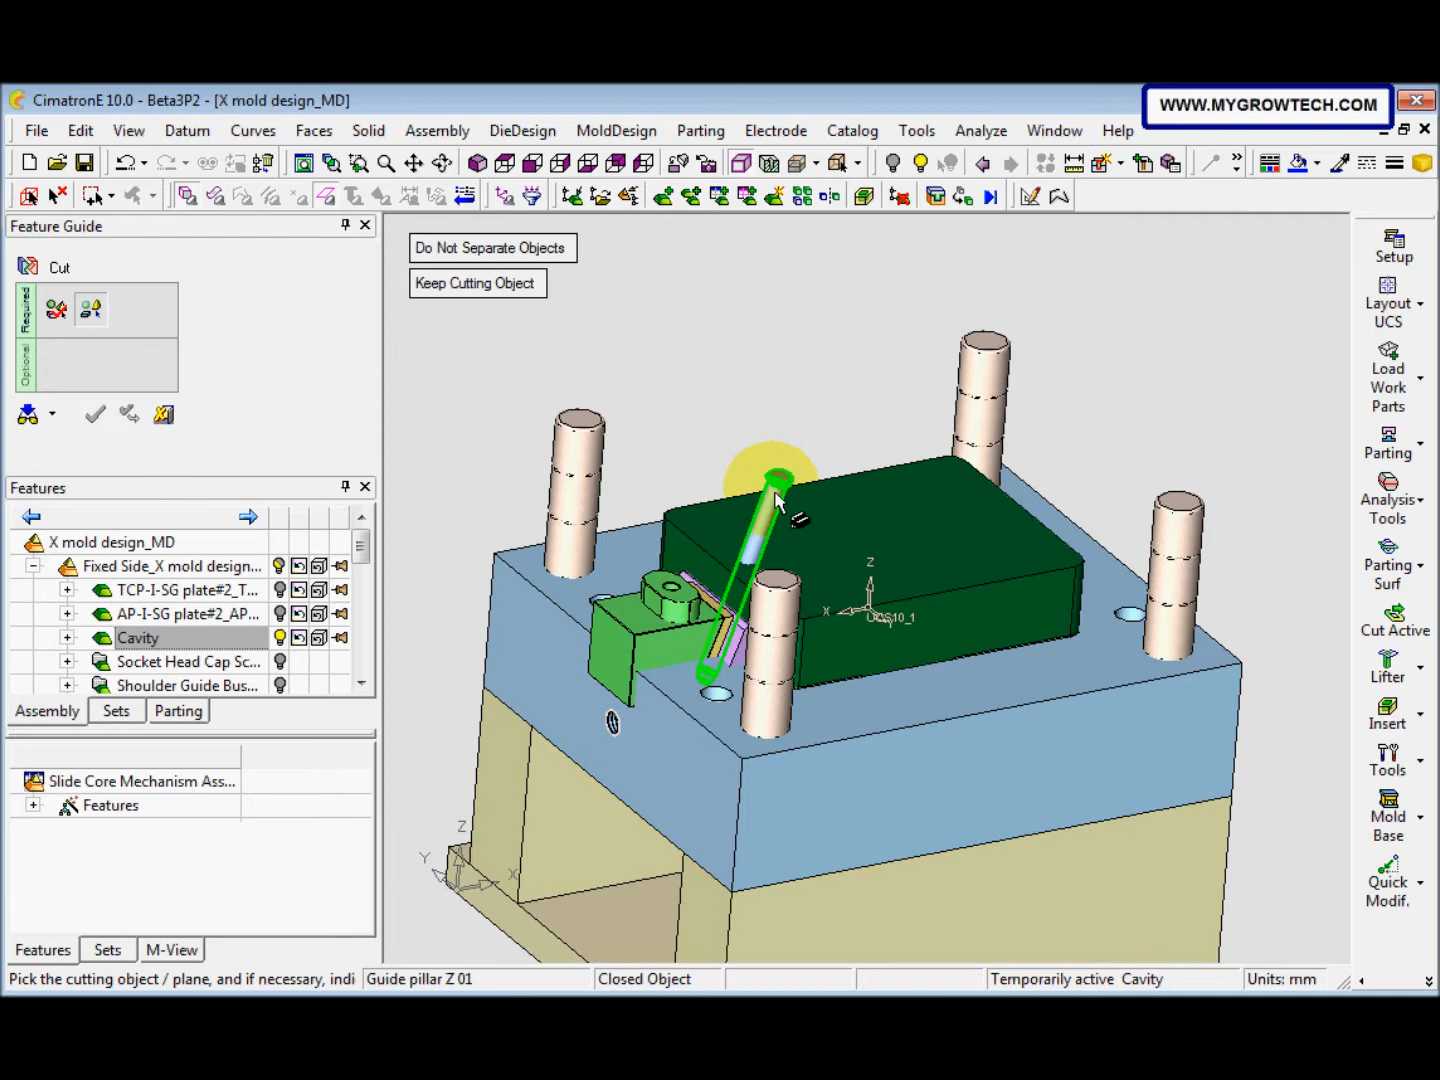 CimatronE 10.0 - Beta3P2 - [X mold design_MD]
WWW.MYGROWTECH.COM
File Edit View Datum Curves Faces Solid Assembly DieDesign MoldDesign Parting Electrode Catalog Tools Analyze Window Help
Feature Guide
Cut
Required
Optional
Do Not Separate Objects
Keep Cutting Object
Features
X mold design_MD
Fixed Side_X mold design...
TCP-I-SG plate#2_T...
AP-I-SG plate#2_AP...
Cavity
Socket Head Cap Sc...
Shoulder Guide Bus...
Assembly Sets Parting
Slide Core Mechanism Ass...
Features
Features Sets M-View
Z
X
UCS10_1
Z
Y
X
Setup
Layout
UCS
Load
Work
Parts
Parting
Analysis
Tools
Parting
Surf
Cut Active
Lifter
Insert
Tools
Mold
Base
Quick
Modif.
Pick the cutting object / plane, and if necessary, indi Guide pillar Z 01 Closed Object Temporarily active Cavity Units: mm